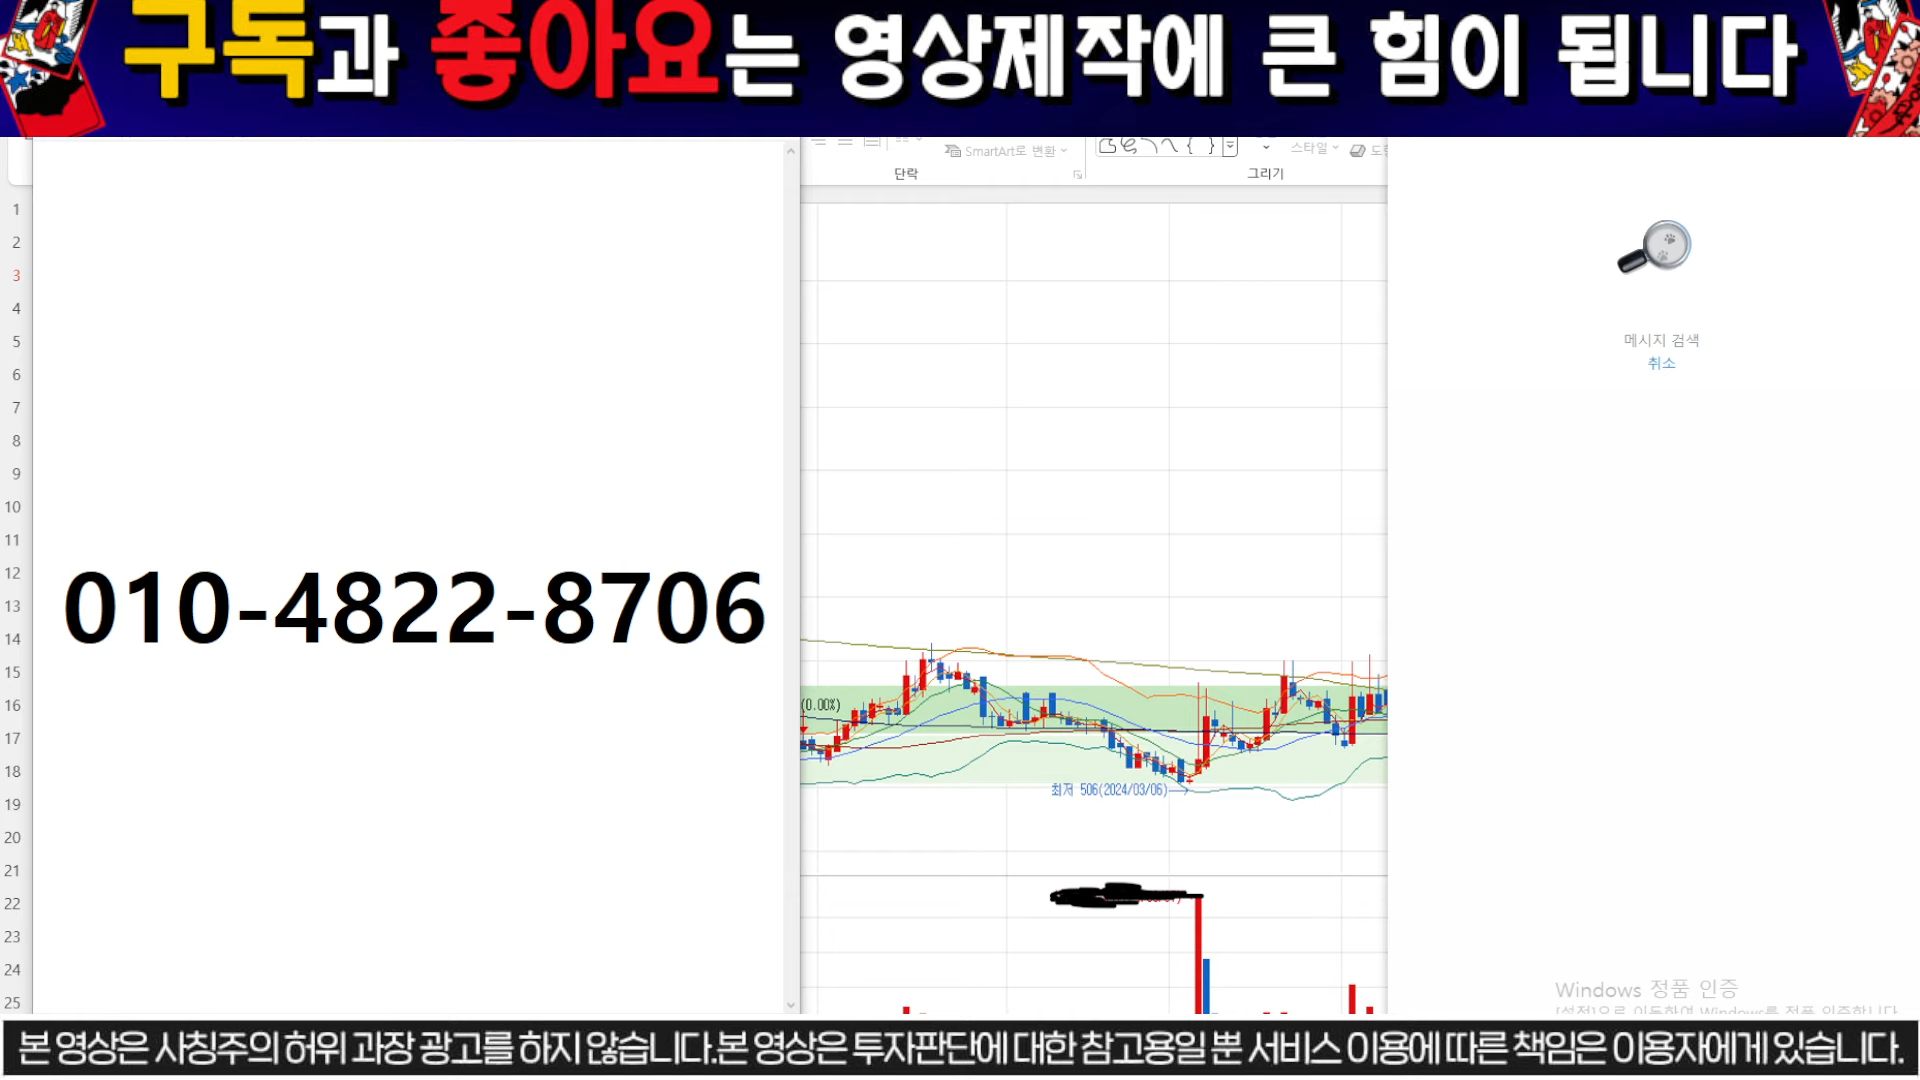 구독과 좋아요는 영상제작에 큰 힘이 됩니다
SmartArt로 변환
스타일
단락
그리기
1
2
3
4
5
6
7
8
9
10
11
12
13
14
15
16
17
18
19
20
21
22
23
24
25
메시지 검색
취소
010-4822-8706
(0.00%)
최저 506(2024/03/06)
Windows 정품 인증
본 영상은 사칭주의 허위 과장 광고를 하지 않습니다.본 영상은 투자판단에 대한 참고용일 뿐 서비스 이용에 따른 책임은 이용자에게 있습니다.